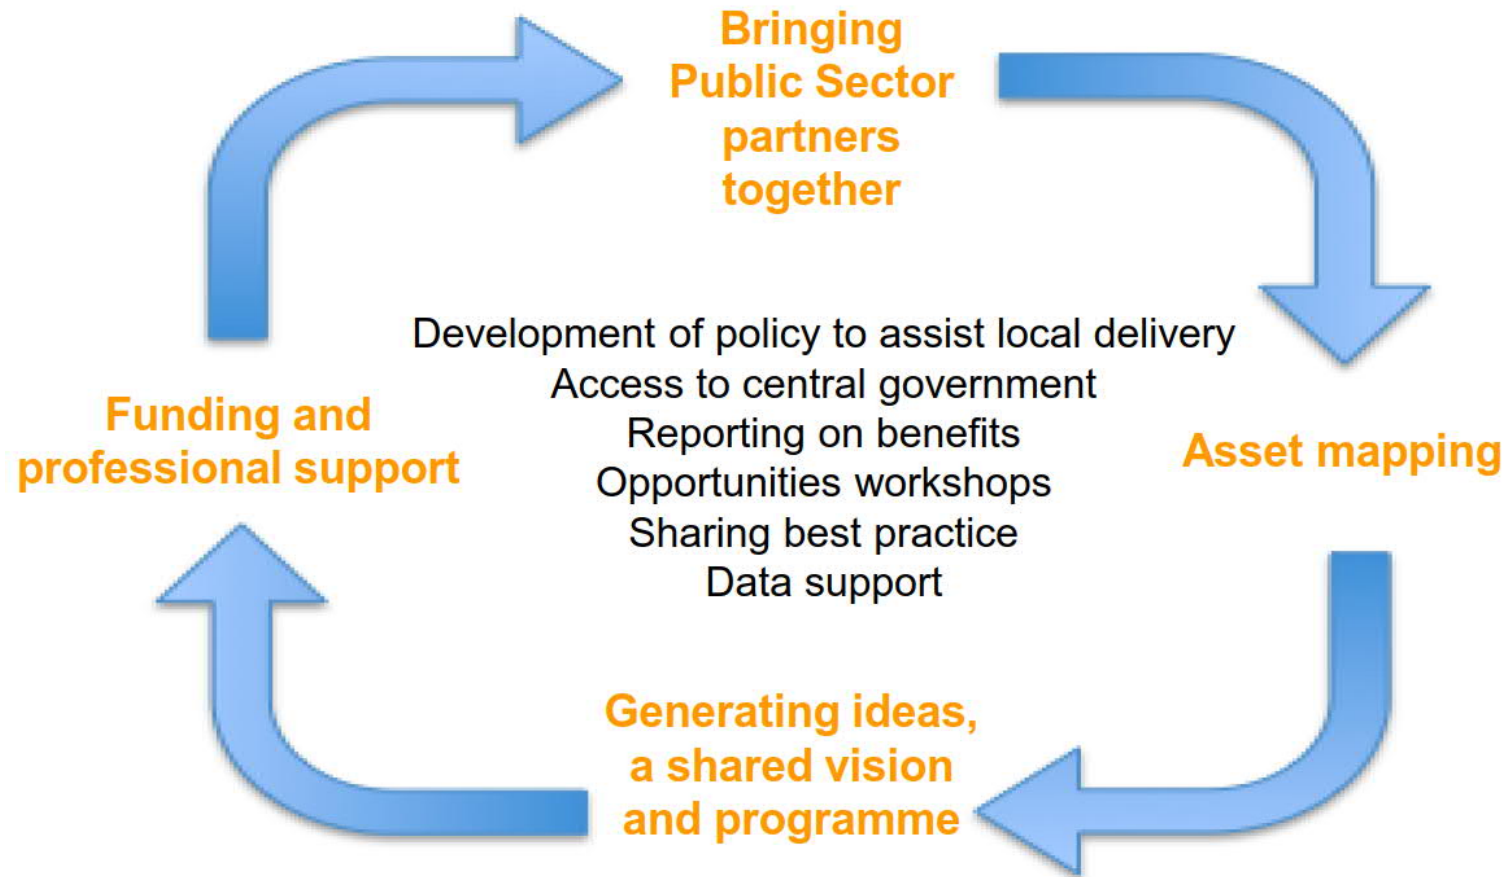 Bringing
Public Sector
partners
together
Development of policy to assist local delivery
Access to central government
Reporting on benefits
Opportunities workshops
Sharing best practice
Data support
Funding and
professional support
Asset mapping
Generating ideas,
a shared vision
and programme